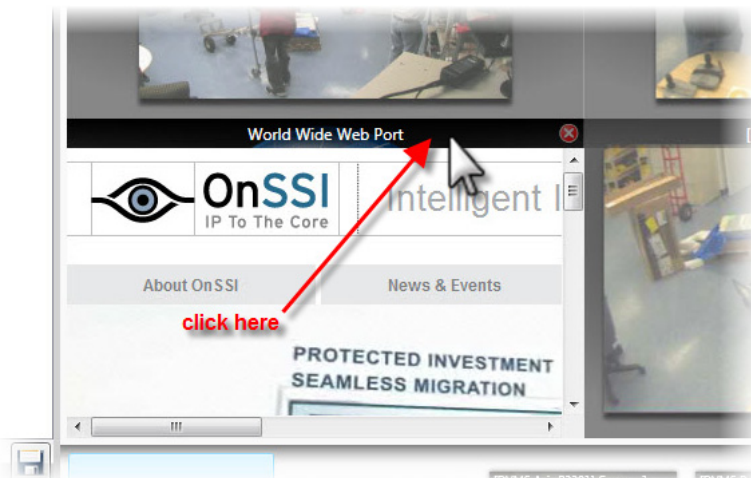 World Wide Web Port
OnSSI
IP To The Core
Intelligent I
About OnSSI
News & Events
click here
PROTECTED INVESTMENT
SEAMLESS MIGRATION